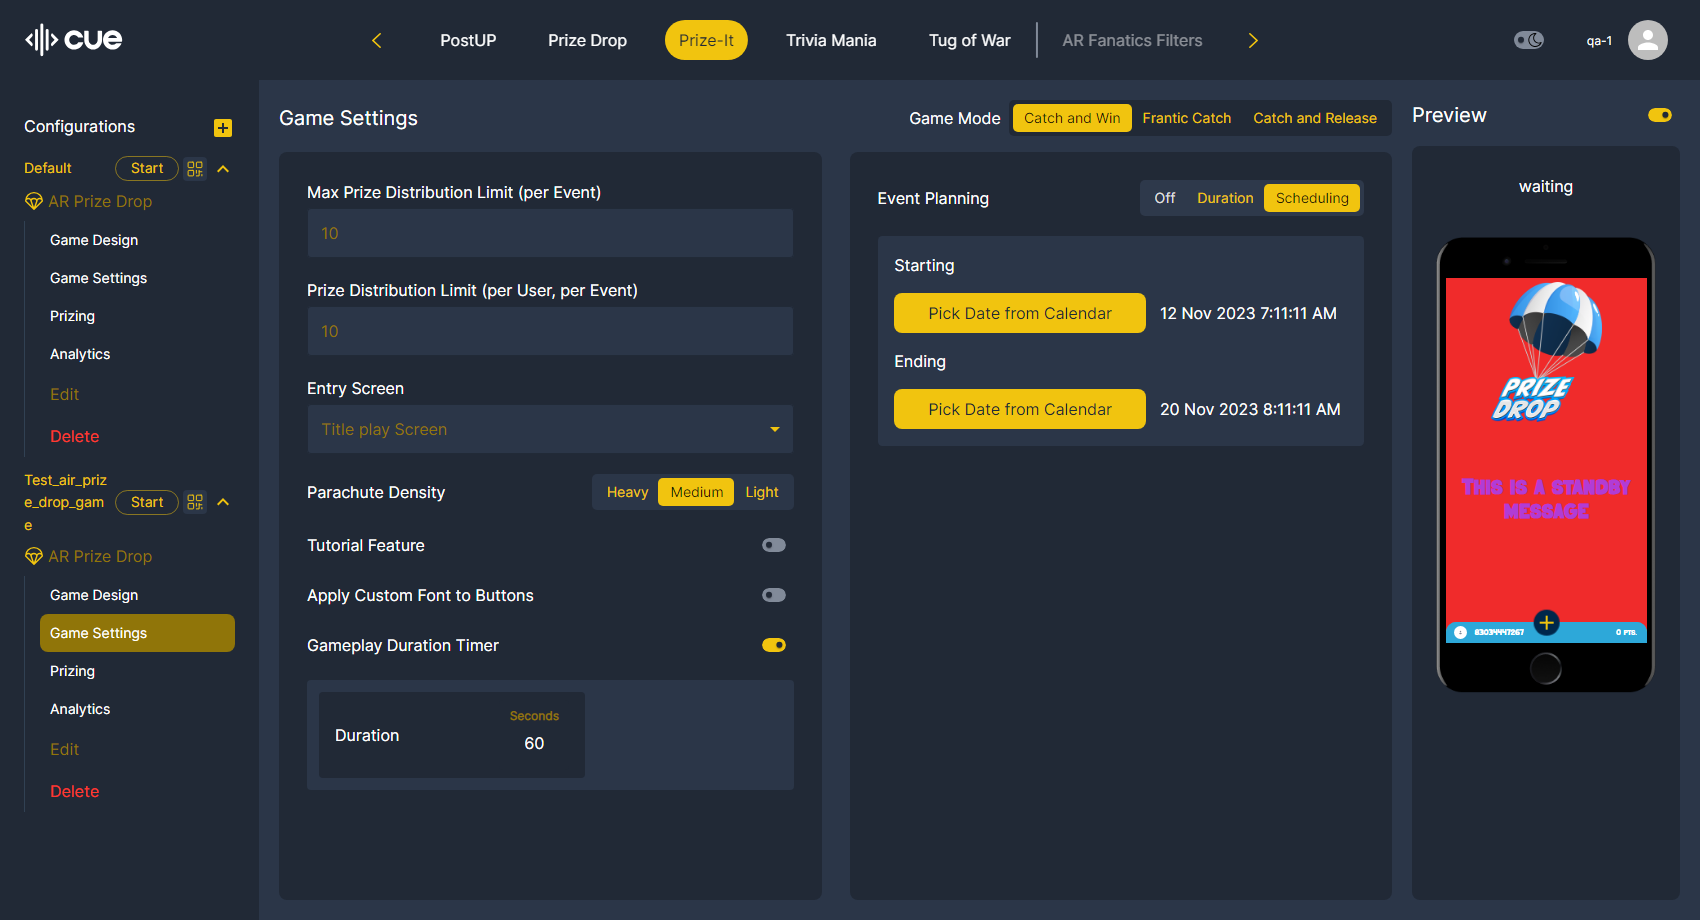 cue
PostUP
Prize Drop
Prize-It
Trivia Mania
Tug of War
AR Fanatics Filters
qa-1
Configurations
Default
Start
AR Prize Drop
Game Design
Game Settings
Prizing
Analytics
Edit
Delete
Test_air_priz
e_drop_gam
e
Start
AR Prize Drop
Game Design
Game Settings
Prizing
Analytics
Edit
Delete
Game Settings
Max Prize Distribution Limit (per Event)
10
Prize Distribution Limit (per User, per Event)
10
Entry Screen
Title play Screen
Parachute Density
Heavy
Medium
Light
Tutorial Feature
Apply Custom Font to Buttons
Gameplay Duration Timer
Duration
Seconds
60
Game Mode
Catch and Win
Frantic Catch
Catch and Release
Event Planning
Off
Duration
Scheduling
Starting
Pick Date from Calendar
12 Nov 2023 7:11:11 AM
Ending
Pick Date from Calendar
20 Nov 2023 8:11:11 AM
Preview
waiting
PRIZE
DROP
THIS IS A STANDBY
MESSAGE
83034447267
0 PTS.